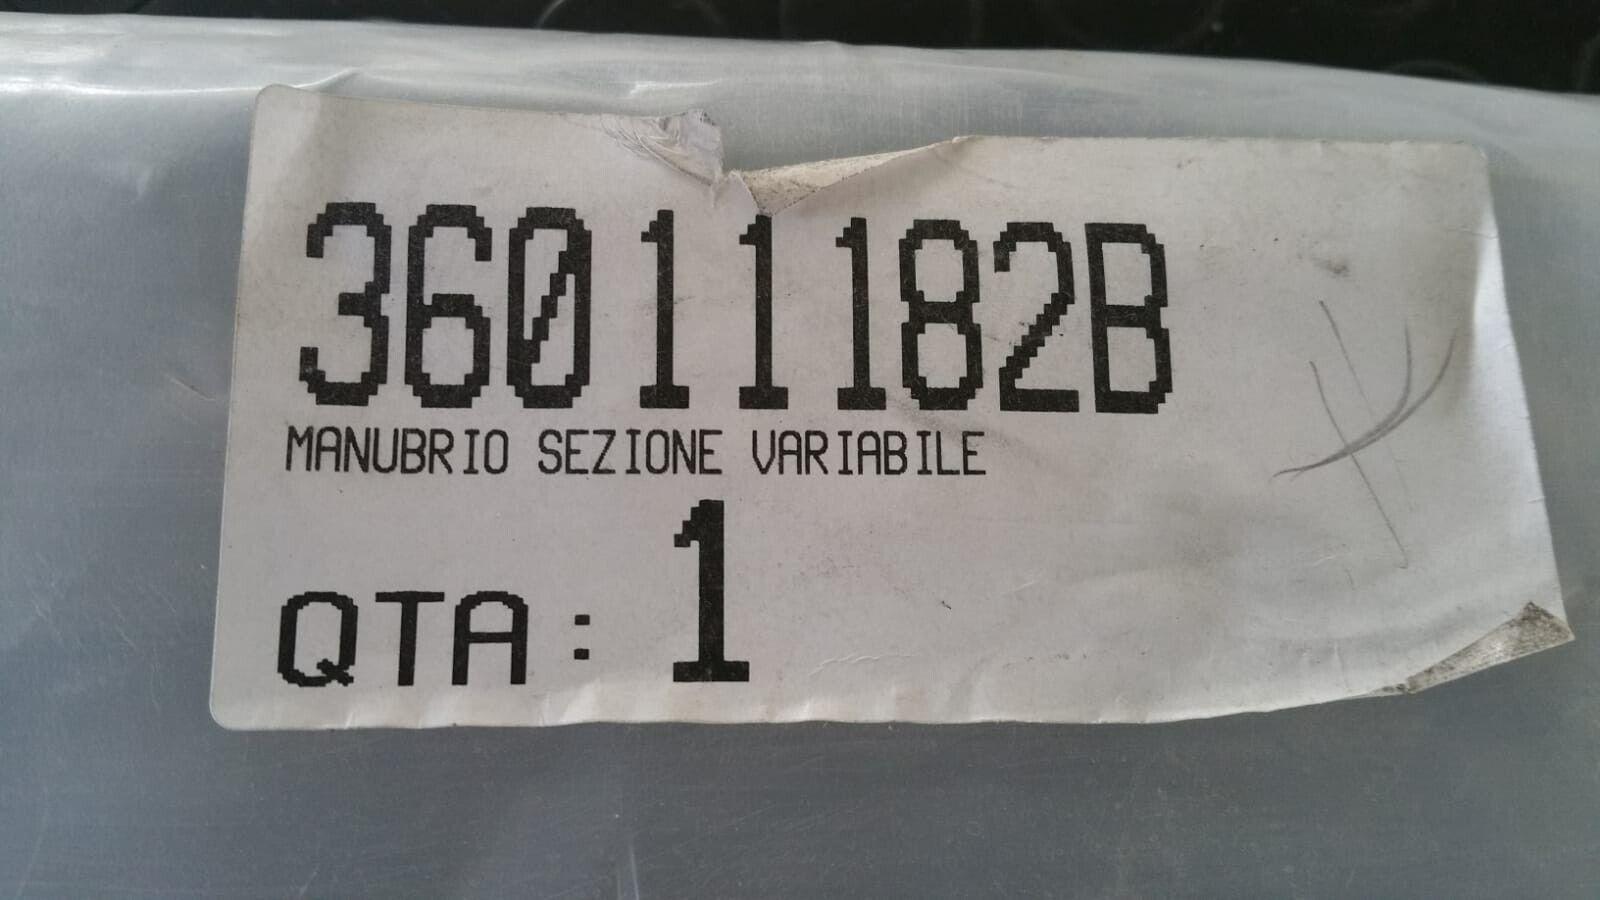 36011182B
MANUBRIO SEZIONE VARIABILE
QTA: 1